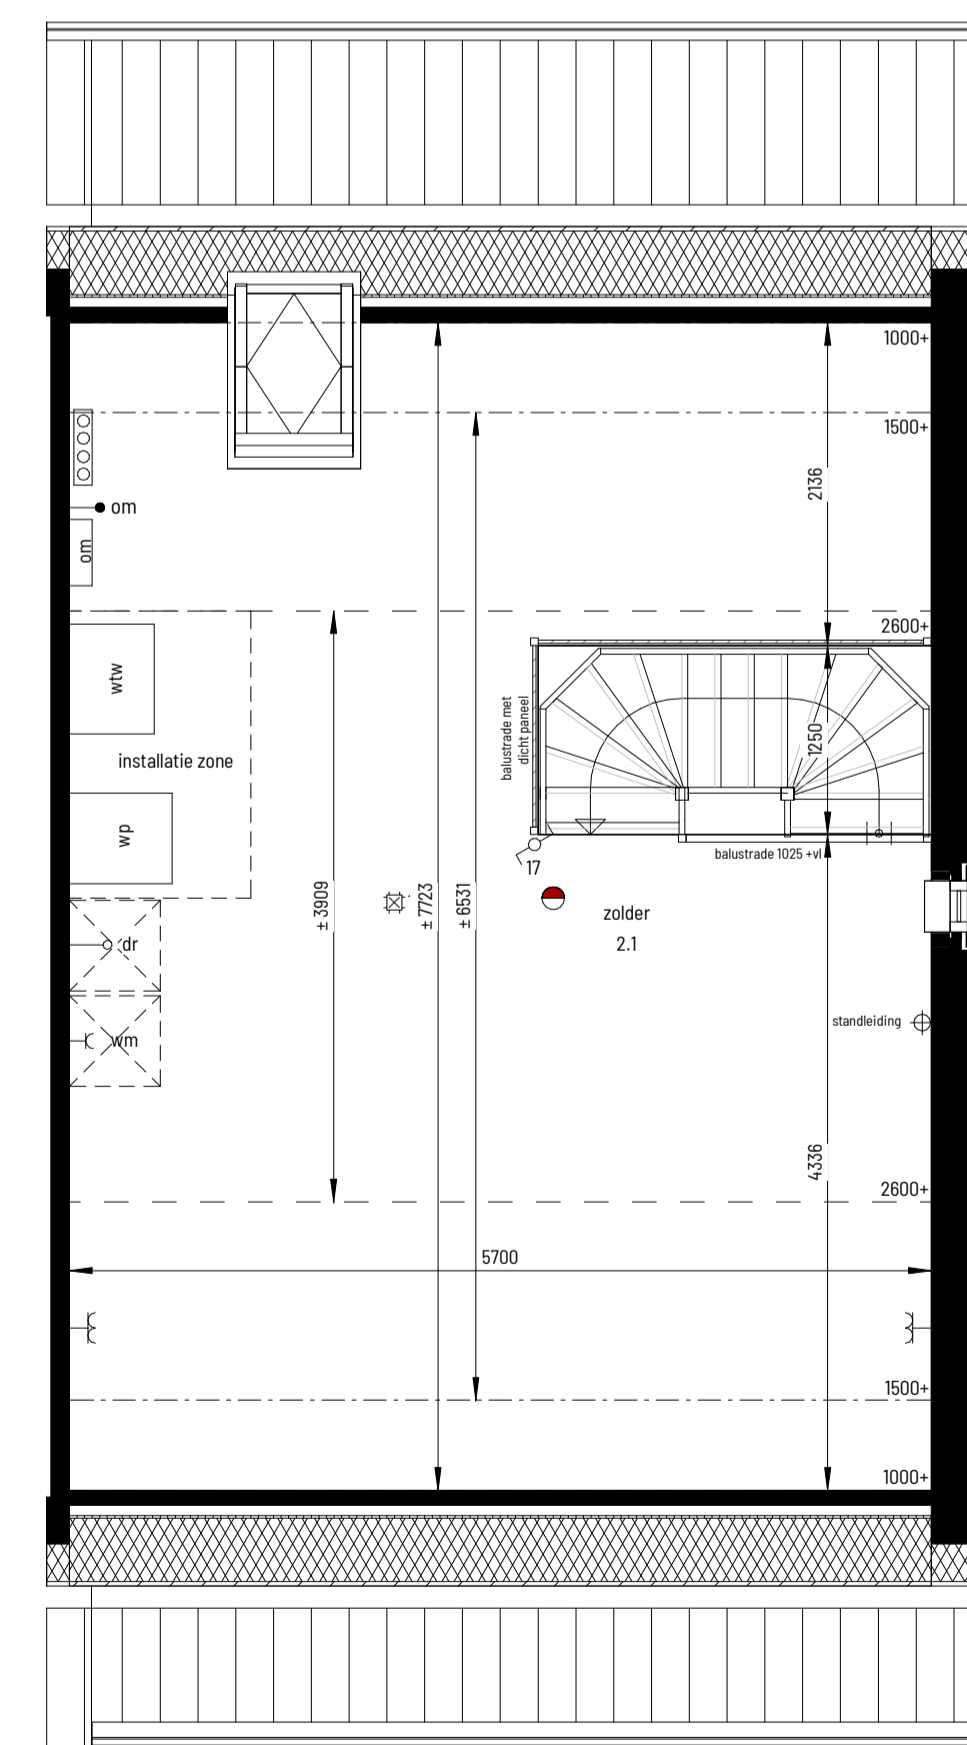 1000+
1500+
2136
om
om
2600+
wtw
balustrade met
dicht paneel
1250
installatie zone
wp
balustrade 1025 +vl
17
± 3909
± 7723
± 6531
zolder
2.1
dr
standleiding
wm
4336
2600+
5700
1500+
1000+